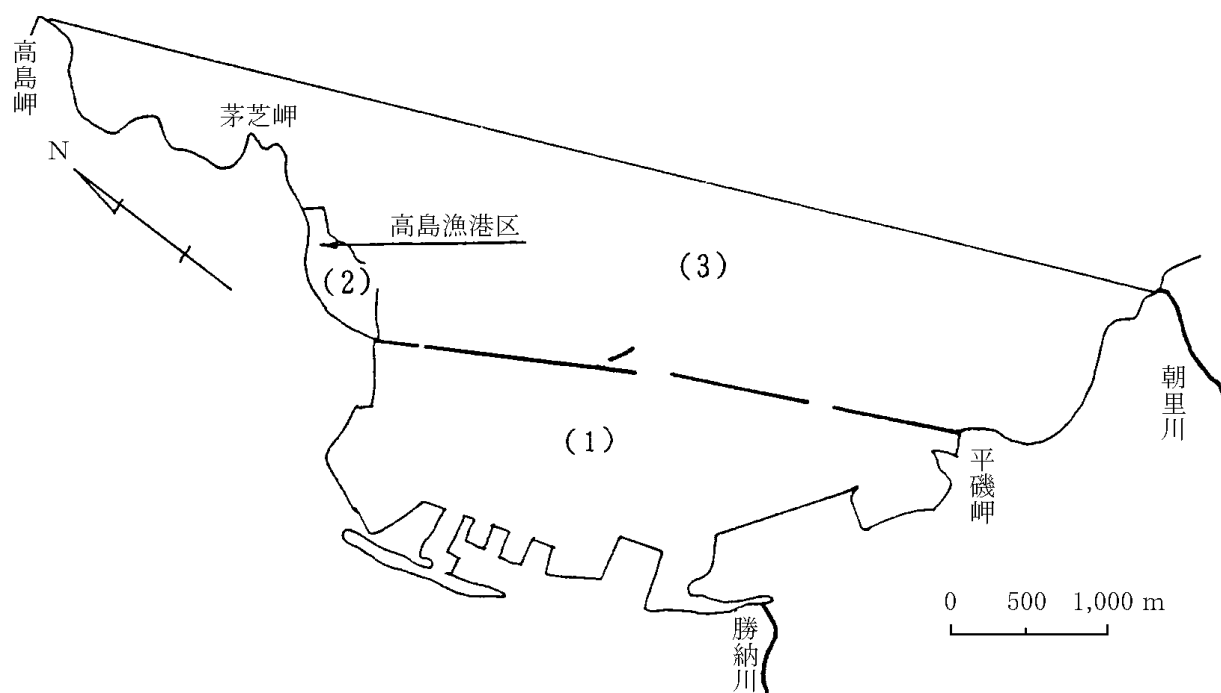 高島岬
茅芝岬
N
高島漁港区
(2)
(3)
(1)
朝里川
平磯岬
勝納川
0 500 1,000 m